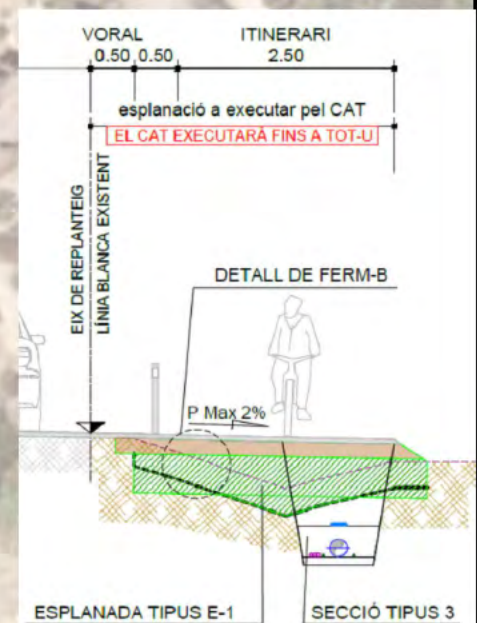 VORAL ITINERARI
0.50 0.50 2.50
esplanació a executar pel CAT
EL CAT EXECUTARÀ FINS A TOT-U
EIX DE REPLANTEIG
LÍNIA BLANCA EXISTENT
DETALL DE FERM-B
P Max 2%
ESPLANADA TIPUS E-1 SECCIÓ TIPUS 3